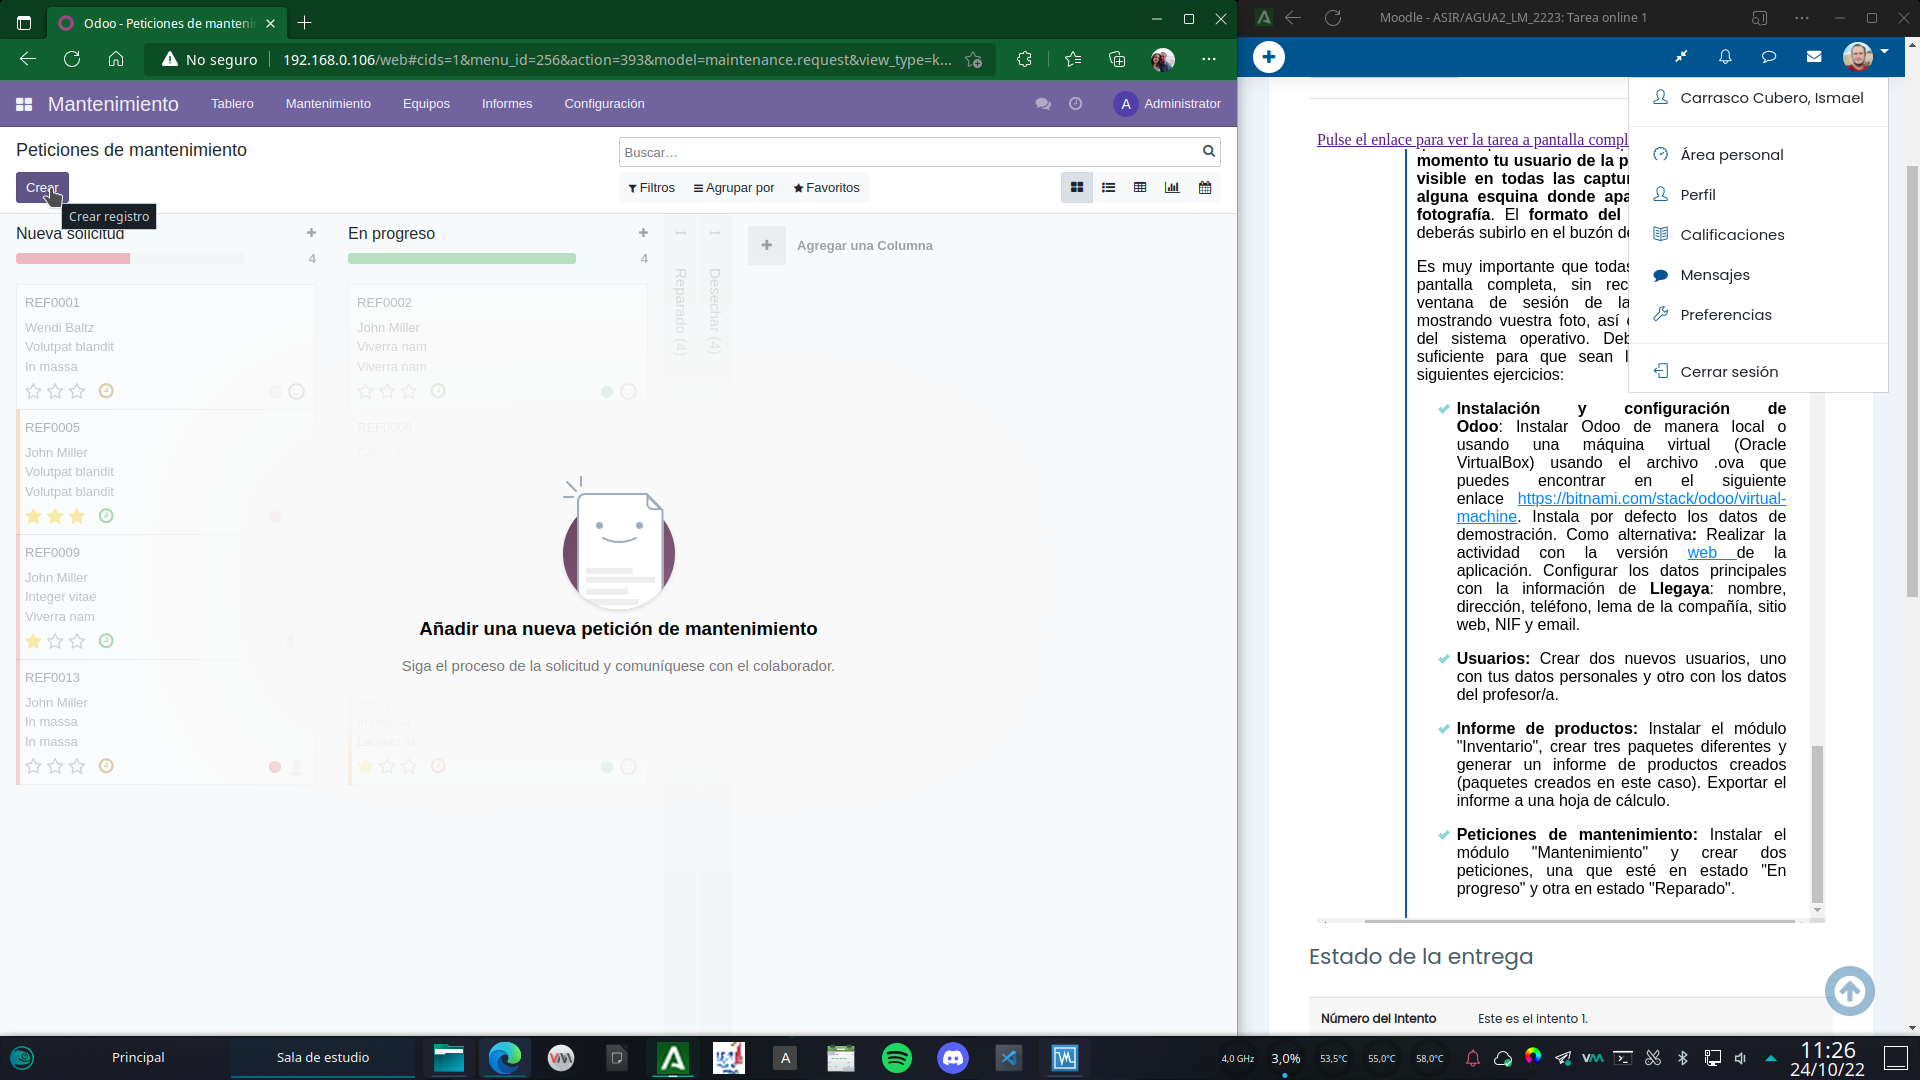 Odoo - Peticiones de manteni
No seguro
192.168.0.106/web#cids=1&menu_id=256&action=393&model=maintenance.request&view_type=k...
Mantenimiento
Tablero
Mantenimiento
Equipos
Informes
Configuración
A
Administrator
Peticiones de mantenimiento
Buscar...
Crear
Filtros
Agrupar por
Favoritos
Crear registro
Nueva solicitud
4
En progreso
4
Reparado (4)
Desechar (4)
Agregar una Columna
REF0001
Wendi Baltz
Volutpat blandit
In massa
REF0005
John Miller
Volutpat blandit
Volutpat blandit
REF0009
John Miller
Integer vitae
Viverra nam
REF0013
John Miller
In massa
In massa
REF0002
John Miller
Viverra nam
Viverra nam
In massa
Laoreet id
Añadir una nueva petición de mantenimiento
Siga el proceso de la solicitud y comuníquese con el colaborador.
Moodle - ASIR/AGUA2_LM_2223: Tarea online 1
Carrasco Cubero, Ismael
Área personal
Perfil
Calificaciones
Mensajes
Preferencias
Cerrar sesión
Pulse el enlace para ver la tarea a pantalla compl
momento tu usuario de la p
visible en todas las captur
alguna esquina donde apa
fotografía. El formato del
deberás subirlo en el buzón d
Es muy importante que todas
pantalla completa, sin rec
ventana de sesión de la
mostrando vuestra foto, así
del sistema operativo. Deb
suficiente para que sean l
siguientes ejercicios:
Instalación y configuración de
Odoo: Instalar Odoo de manera local o
usando una máquina virtual (Oracle
VirtualBox) usando el archivo .ova que
puedes encontrar en el siguiente
enlace https://bitnami.com/stack/odoo/virtual-
machine. Instala por defecto los datos de
demostración. Como alternativa: Realizar la
actividad con la versión web de la
aplicación. Configurar los datos principales
con la información de Llegaya: nombre,
dirección, teléfono, lema de la compañía, sitio
web, NIF y email.
Usuarios: Crear dos nuevos usuarios, uno
con tus datos personales y otro con los datos
del profesor/a.
Informe de productos: Instalar el módulo
"Inventario", crear tres paquetes diferentes y
generar un informe de productos creados
(paquetes creados en este caso). Exportar el
informe a una hoja de cálculo.
Peticiones de mantenimiento: Instalar el
módulo "Mantenimiento" y crear dos
peticiones, una que esté en estado "En
progreso" y otra en estado "Reparado".
Estado de la entrega
Número del Intento
Este es el intento 1.
Principal
Sala de estudio
4,0 GHz
3,0%
53,5°C
55,0°C
58,0°C
11:26
24/10/22